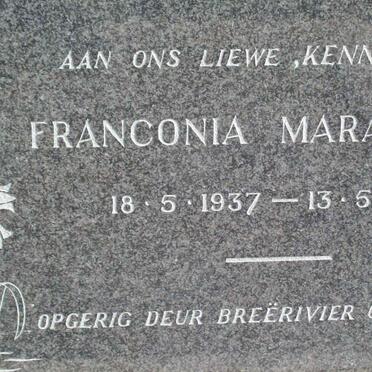 AAN ONS LIEWE ,KENN
FRANCONIA MARA
18 · 5 · 1937 — 13 · 5
OPGERIG DEUR BREËRIVIER